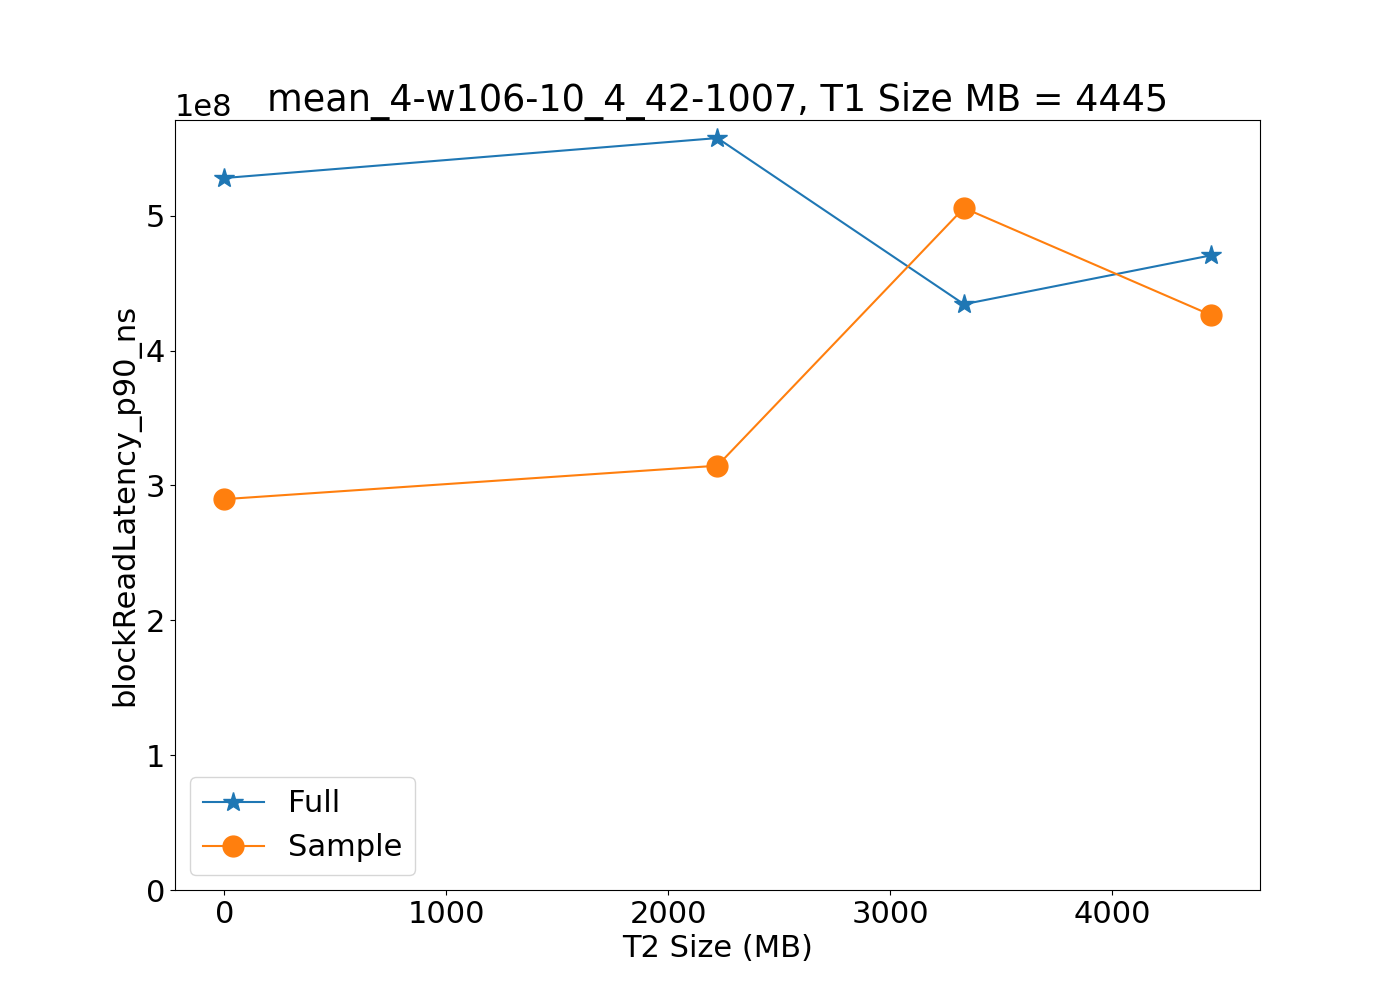 1e8
mean_4-w106-10_4_42-1007, T1 Size MB = 4445
blockReadLatency_p90_ns
5
4
3
2
1
0
Full
Sample
0 1000 2000 3000 4000
T2 Size (MB)